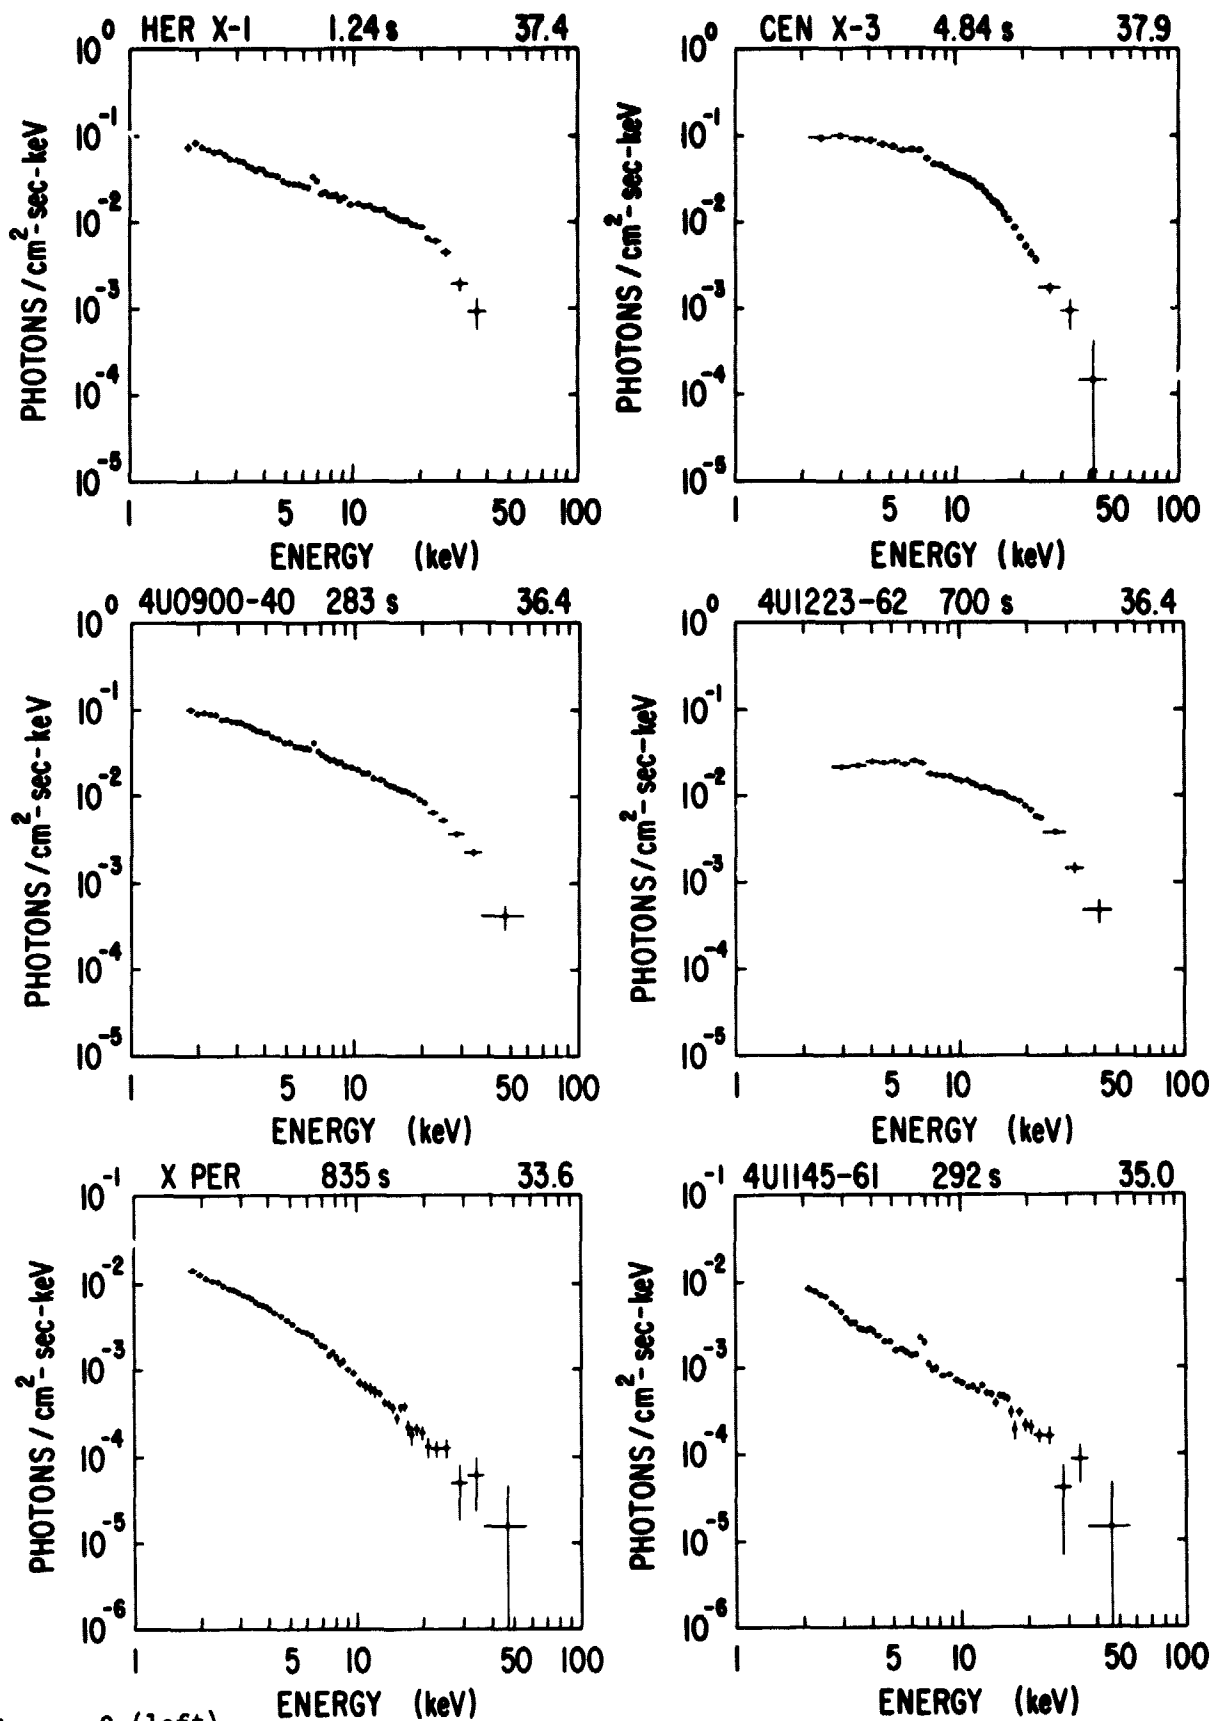 HER X-1 1.24 s 37.4
10⁰
10⁻¹
10⁻²
10⁻³
10⁻⁴
10⁻⁵
PHOTONS/cm²-sec-keV
1 5 10 50 100
ENERGY (keV)
CEN X-3 4.84 s 37.9
10⁰
10⁻¹
10⁻²
10⁻³
10⁻⁴
10⁻⁵
PHOTONS/cm²-sec-keV
1 5 10 50 100
ENERGY (keV)
4U0900-40 283 s 36.4
10⁰
10⁻¹
10⁻²
10⁻³
10⁻⁴
10⁻⁵
PHOTONS/cm²-sec-keV
1 5 10 50 100
ENERGY (keV)
4U1223-62 700 s 36.4
10⁰
10⁻¹
10⁻²
10⁻³
10⁻⁴
10⁻⁵
PHOTONS/cm²-sec-keV
1 5 10 50 100
ENERGY (keV)
X PER 835 s 33.6
10⁻¹
10⁻²
10⁻³
10⁻⁴
10⁻⁵
10⁻⁶
PHOTONS/cm²-sec-keV
1 5 10 50 100
ENERGY (keV)
4U1145-61 292 s 35.0
10⁻¹
10⁻²
10⁻³
10⁻⁴
10⁻⁵
10⁻⁶
PHOTONS/cm²-sec-keV
1 5 10 50 100
ENERGY (keV)
(left)